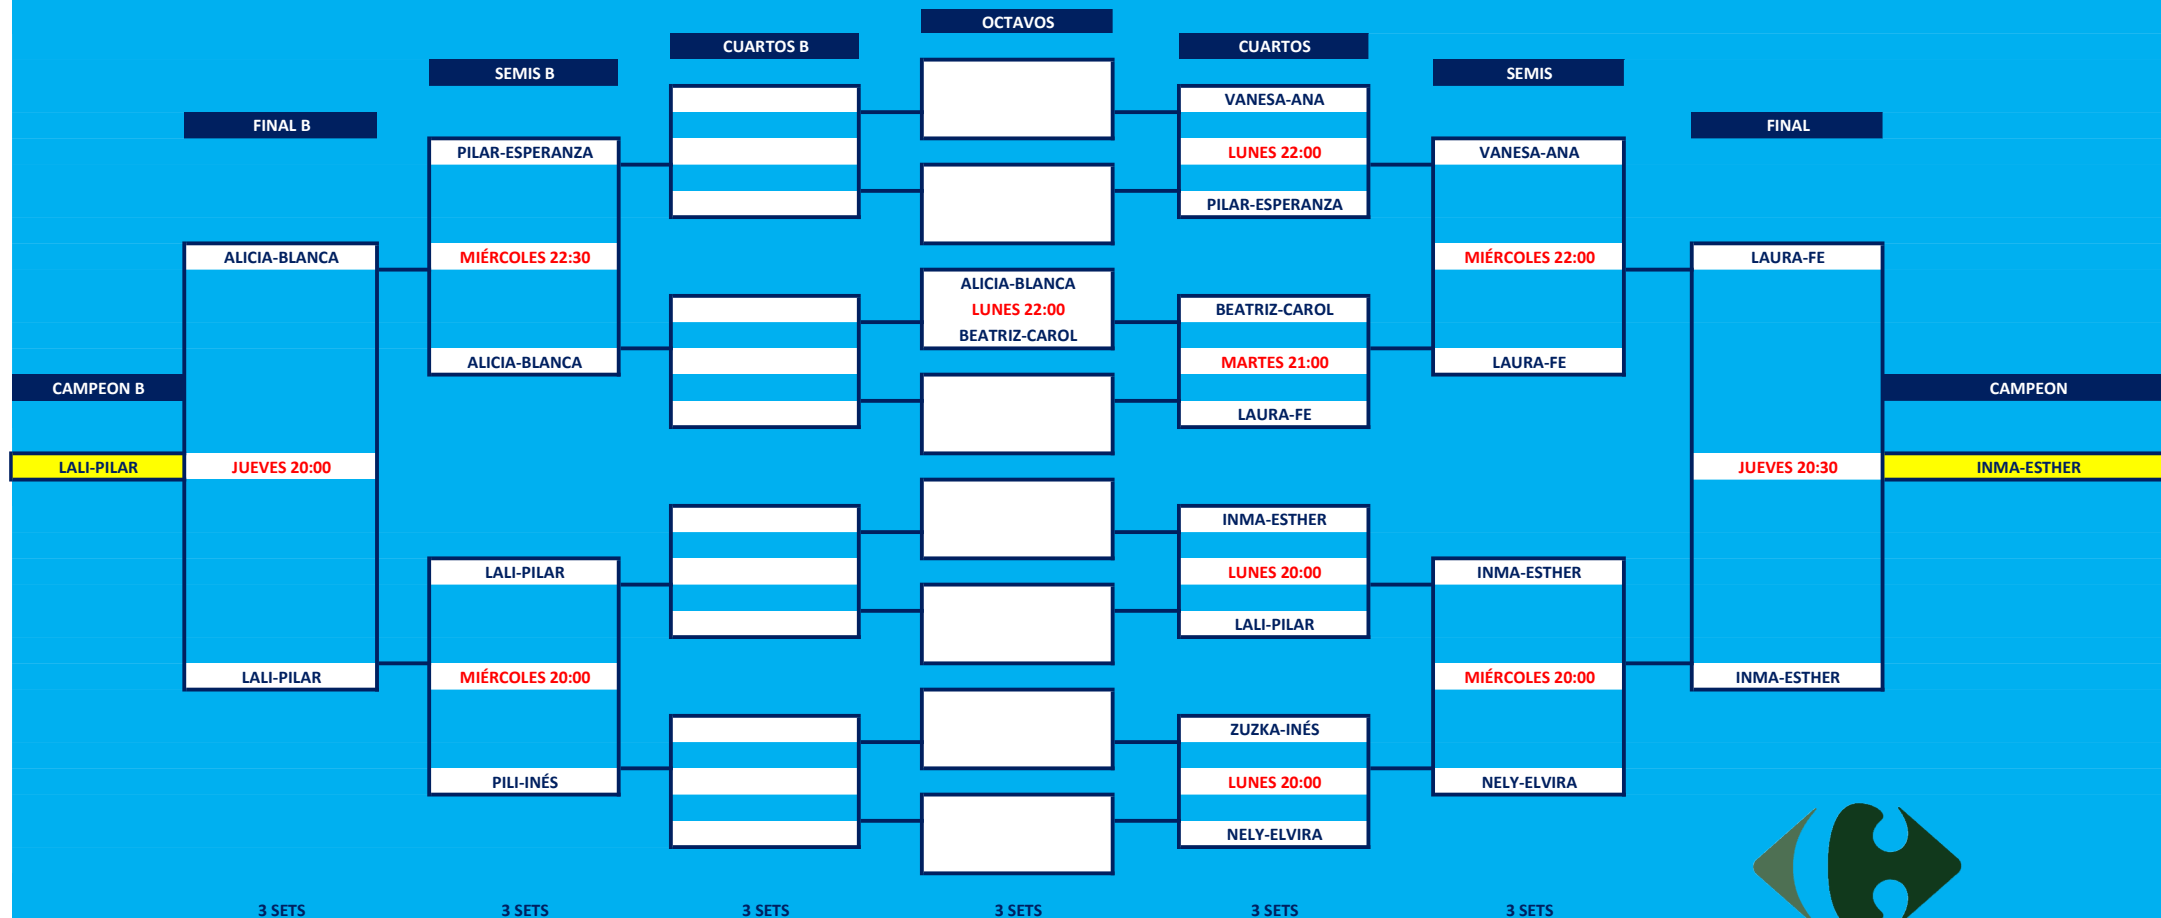 OCTAVOS
CUARTOS B
CUARTOS
SEMIS B
SEMIS
VANESA-ANA
FINAL B
FINAL
PILAR-ESPERANZA
LUNES 22:00
VANESA-ANA
PILAR-ESPERANZA
ALICIA-BLANCA
MIÉRCOLES 22:30
MIÉRCOLES 22:00
LAURA-FE
ALICIA-BLANCA
LUNES 22:00
BEATRIZ-CAROL
BEATRIZ-CAROL
ALICIA-BLANCA
MARTES 21:00
LAURA-FE
CAMPEON B
CAMPEON
LAURA-FE
LALI-PILAR
JUEVES 20:00
JUEVES 20:30
INMA-ESTHER
INMA-ESTHER
LALI-PILAR
LUNES 20:00
INMA-ESTHER
LALI-PILAR
LALI-PILAR
MIÉRCOLES 20:00
MIÉRCOLES 20:00
INMA-ESTHER
ZUZKA-INÉS
PILI-INÉS
LUNES 20:00
NELY-ELVIRA
NELY-ELVIRA
3 SETS
3 SETS
3 SETS
3 SETS
3 SETS
3 SETS